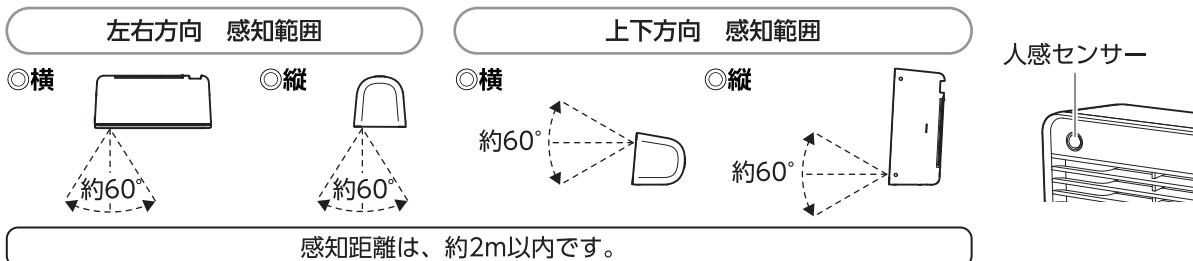 左右方向　感知範囲
◎横
約60°
◎縦
約60°
上下方向　感知範囲
◎横
約60°
◎縦
約60°
人感センサー
感知距離は、約2m以内です。